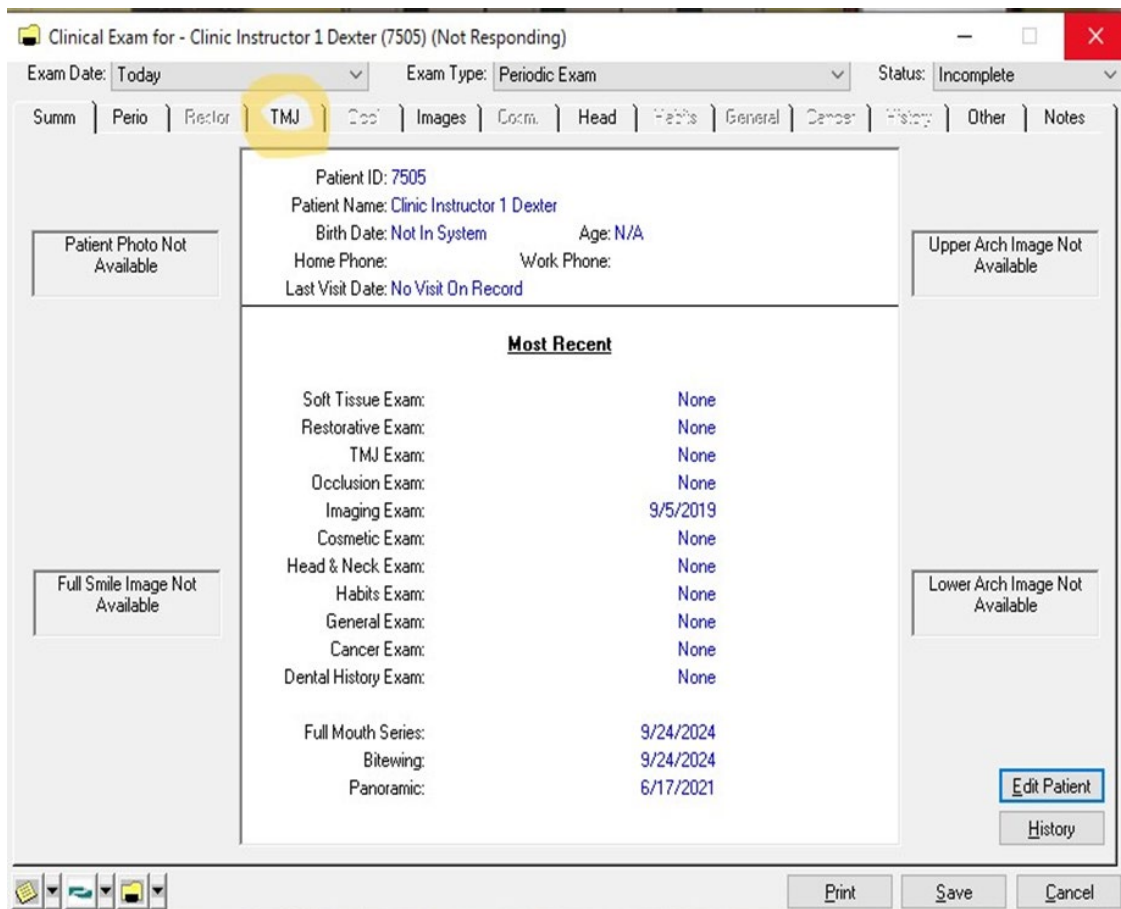 Clinical Exam for - Clinic Instructor 1 Dexter (7505) (Not Responding)
Exam Date: Today Exam Type: Periodic Exam Status: Incomplete
Summ Perio Restor TMJ Occl Images Cosm. Head Habits General Cancer History Other Notes
Patient ID: 7505
Patient Name: Clinic Instructor 1 Dexter
Birth Date: Not In System Age: N/A
Home Phone: Work Phone:
Last Visit Date: No Visit On Record
Patient Photo Not
Available
Upper Arch Image Not
Available
Most Recent
Soft Tissue Exam: None
Restorative Exam: None
TMJ Exam: None
Occlusion Exam: None
Imaging Exam: 9/5/2019
Cosmetic Exam: None
Head & Neck Exam: None
Habits Exam: None
General Exam: None
Cancer Exam: None
Dental History Exam: None
Full Smile Image Not
Available
Lower Arch Image Not
Available
Full Mouth Series: 9/24/2024
Bitewing: 9/24/2024
Panoramic: 6/17/2021
Edit Patient
History
Print Save Cancel